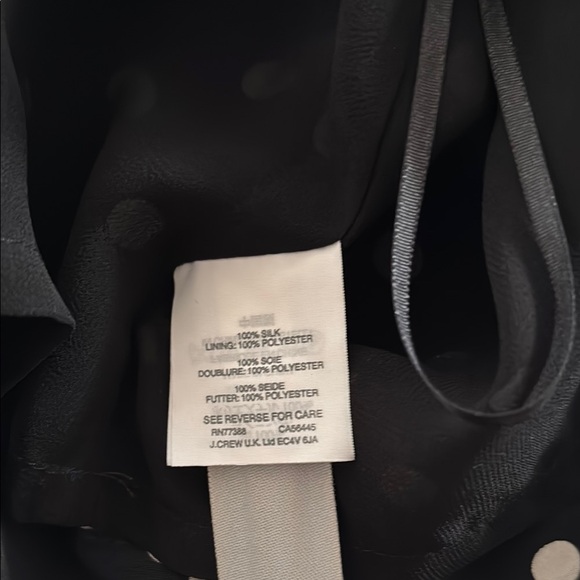 100% SILK
LINING: 100% POLYESTER
100% SOIE
DOUBLURE: 100% POLYESTER
100% SEIDE
FUTTER: 100% POLYESTER
SEE REVERSE FOR CARE
RN77388 CA56445
J.CREW U.K. Ltd EC4V 6JA